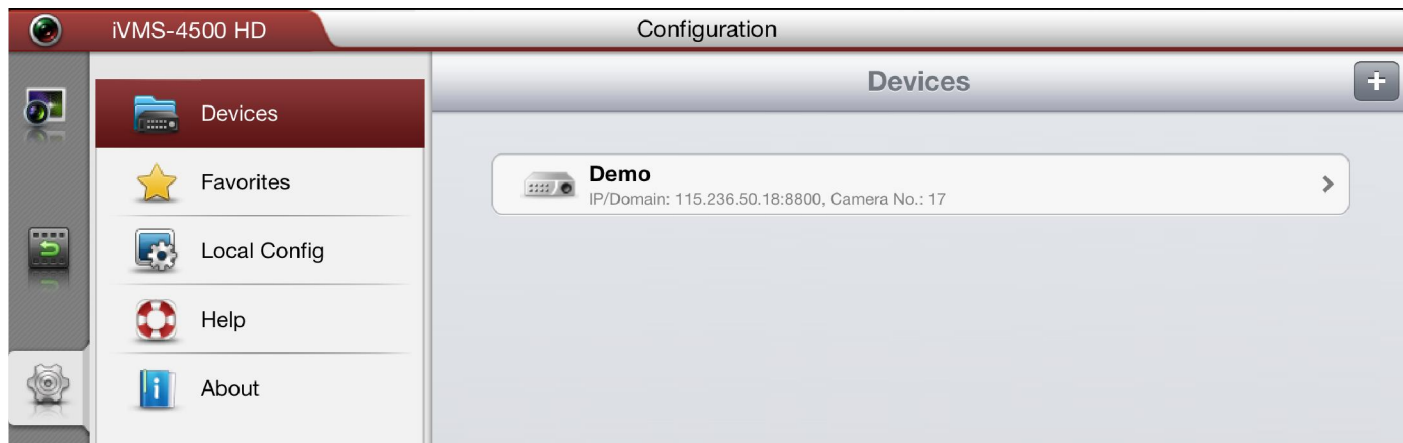 iVMS-4500 HD
Configuration
Devices
Favorites
Local Config
Help
About
Devices
Demo
IP/Domain: 115.236.50.18:8800, Camera No.: 17